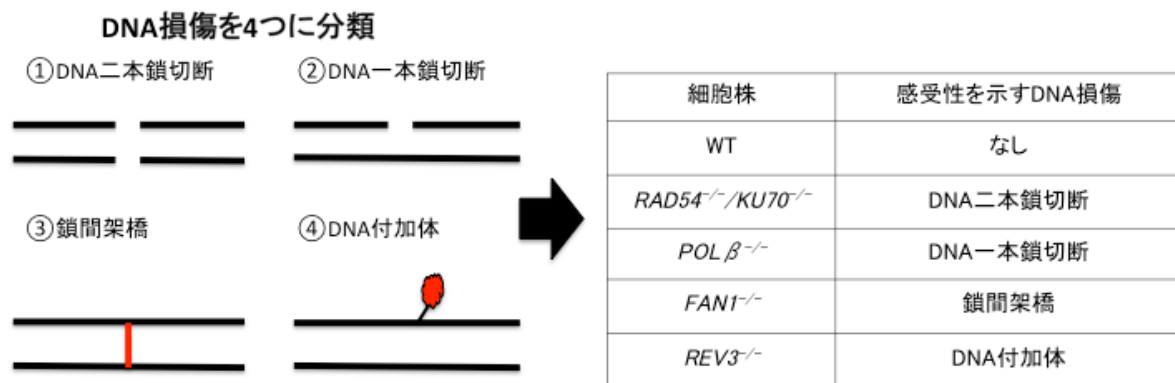 DNA損傷を4つに分類
①DNA二本鎖切断
②DNA一本鎖切断
③鎖間架橋
④DNA付加体
細胞株 感受性を示すDNA損傷
WT なし
RAD54⁻/⁻/KU70⁻/⁻ DNA二本鎖切断
POLβ⁻/⁻ DNA一本鎖切断
FAN1⁻/⁻ 鎖間架橋
REV3⁻/⁻ DNA付加体